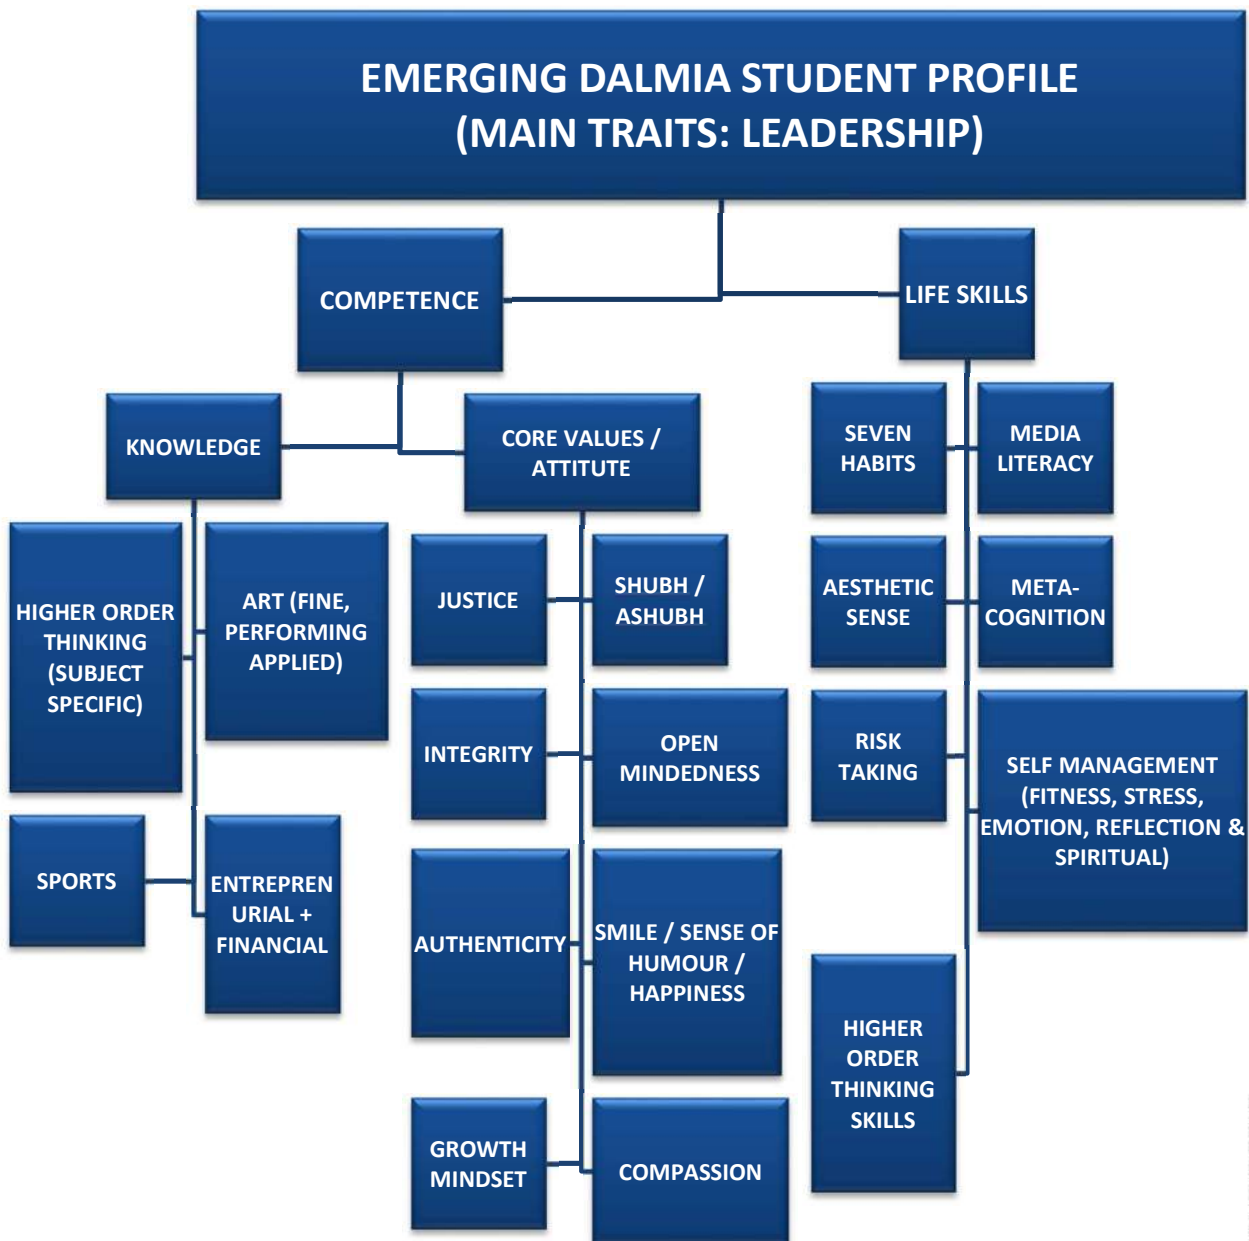 EMERGING DALMIA STUDENT PROFILE
(MAIN TRAITS: LEADERSHIP)
COMPETENCE
LIFE SKILLS
KNOWLEDGE
CORE VALUES /
ATTITUTE
SEVEN
HABITS
MEDIA
LITERACY
HIGHER ORDER
THINKING
(SUBJECT
SPECIFIC)
ART (FINE,
PERFORMING
APPLIED)
JUSTICE
SHUBH /
ASHUBH
AESTHETIC
SENSE
META-
COGNITION
INTEGRITY
OPEN
MINDEDNESS
RISK
TAKING
SELF MANAGEMENT
(FITNESS, STRESS,
EMOTION, REFLECTION &
SPIRITUAL)
SPORTS
ENTREPREN
URIAL +
FINANCIAL
AUTHENTICITY
SMILE / SENSE OF
HUMOUR /
HAPPINESS
HIGHER
ORDER
THINKING
SKILLS
GROWTH
MINDSET
COMPASSION